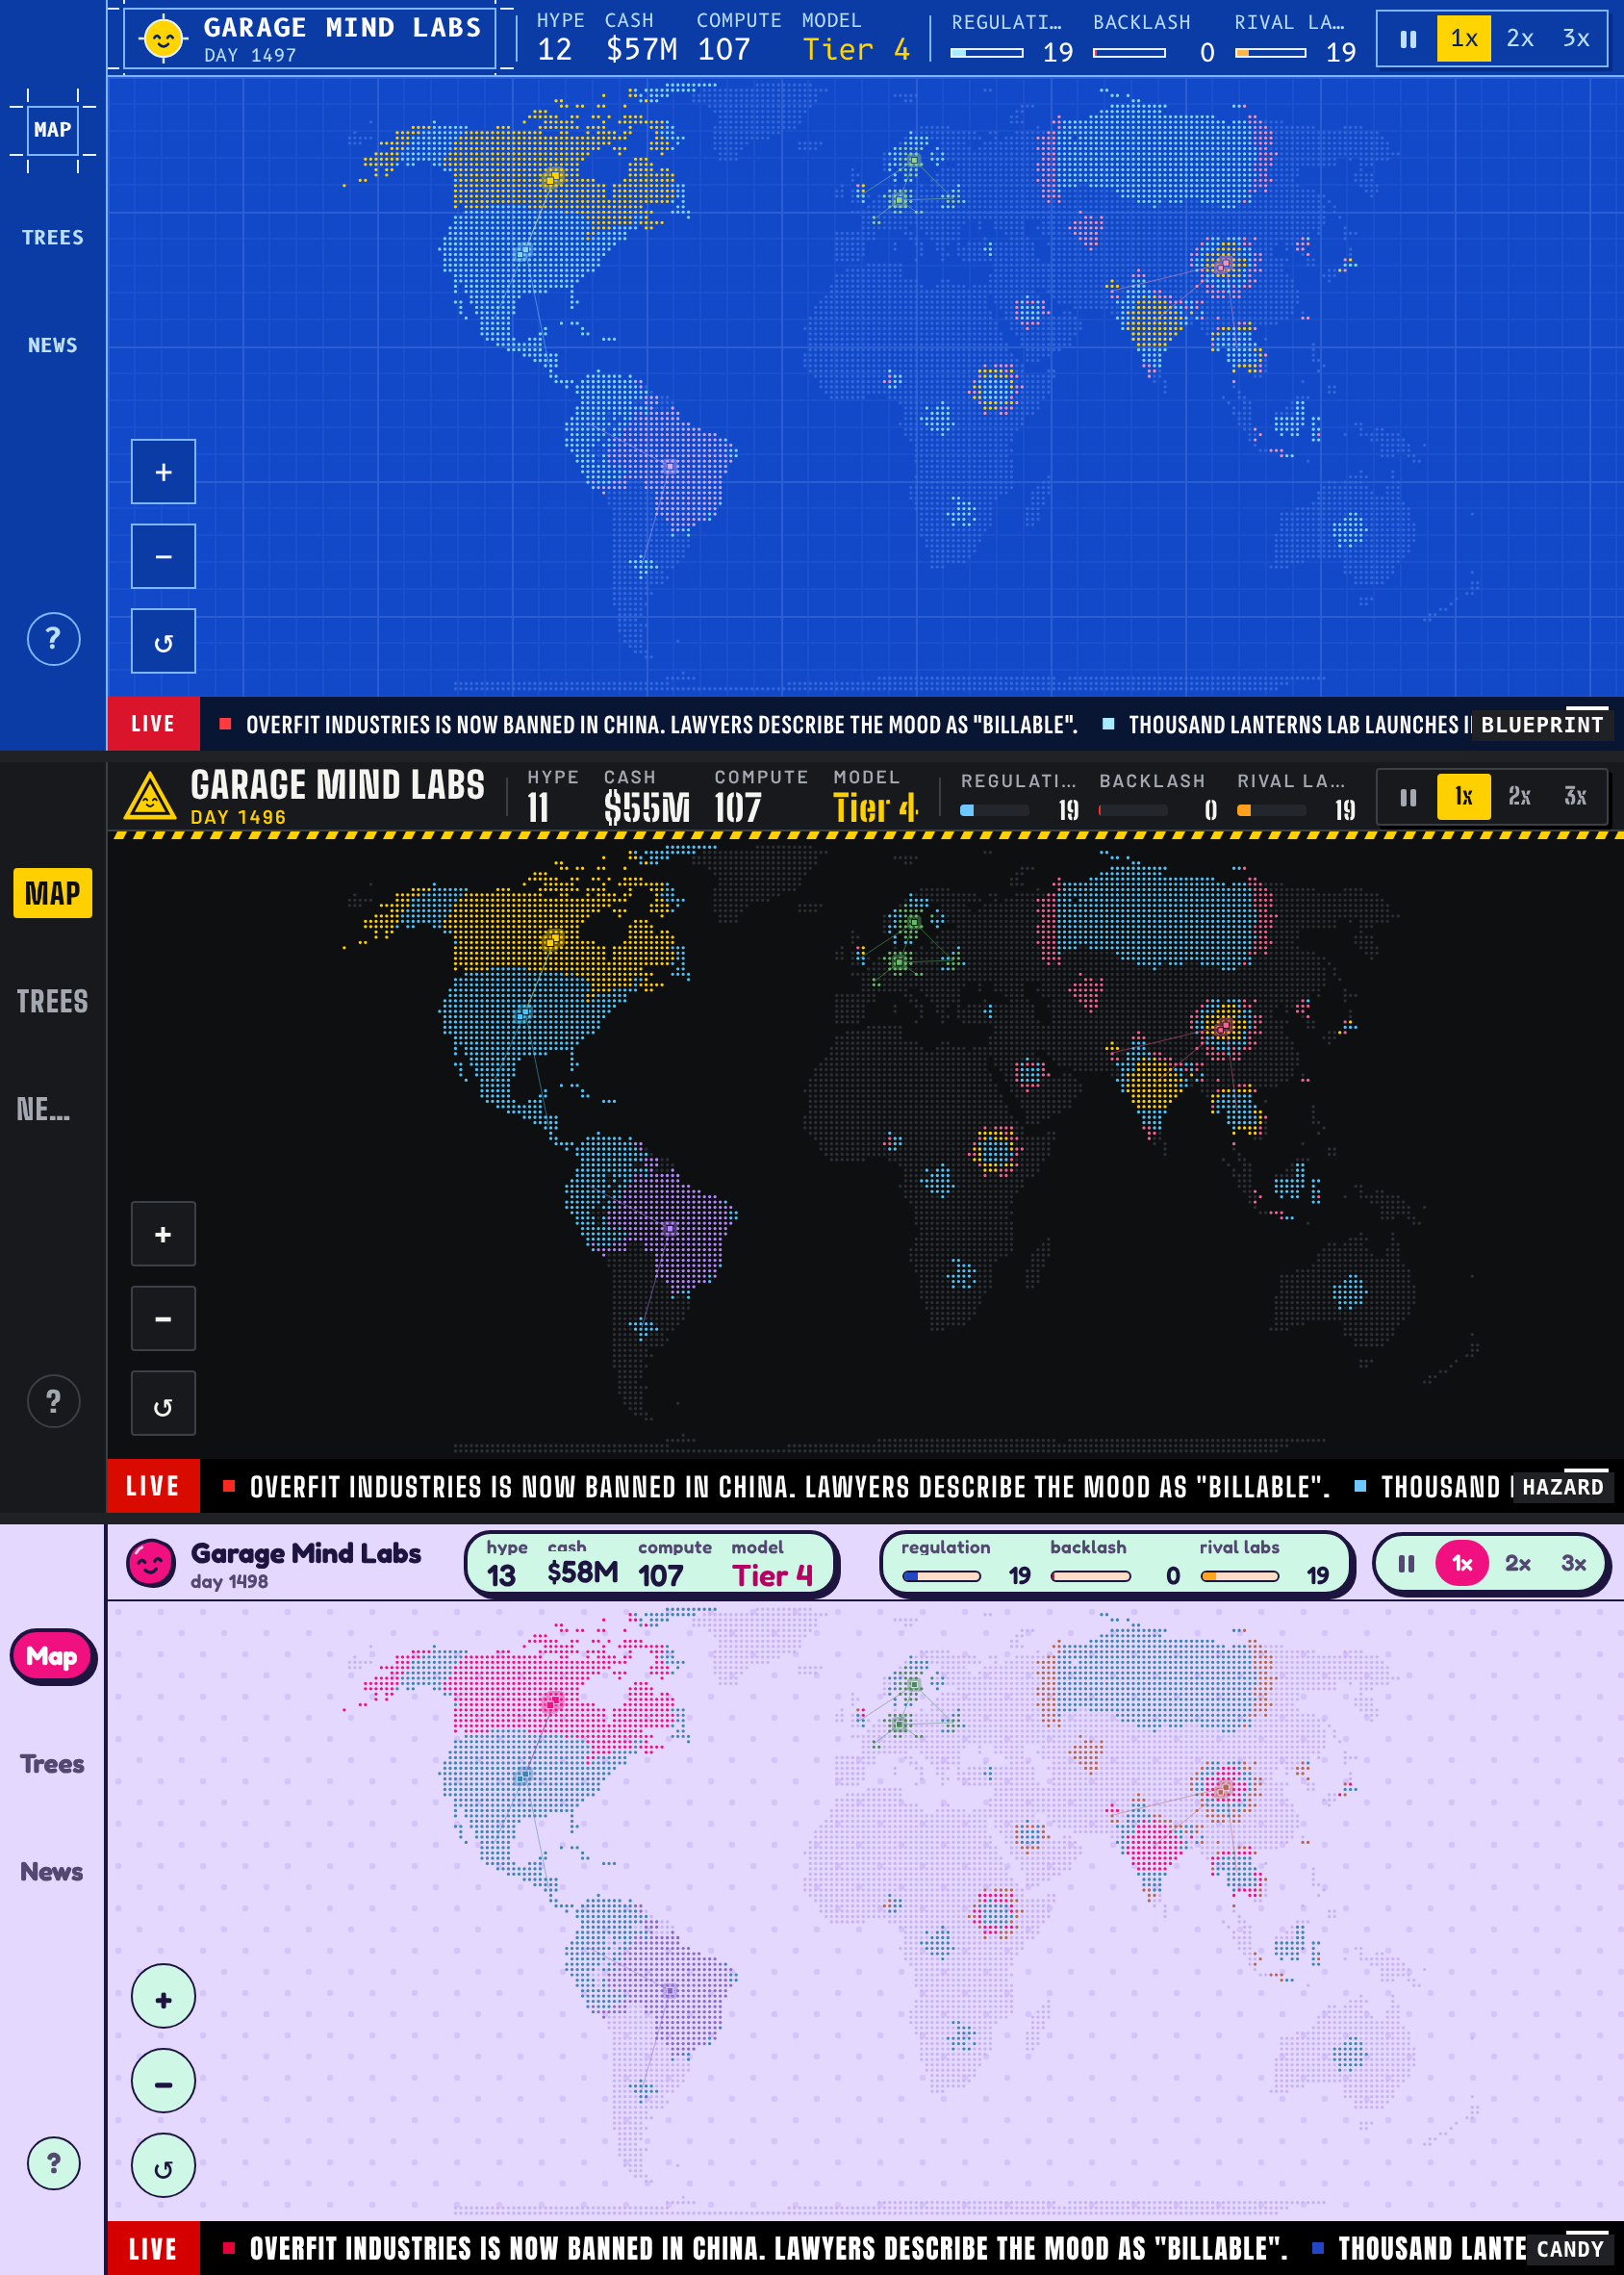 GARAGE MIND LABS
DAY 1497
HYPE
12
CASH
$57M
COMPUTE
107
MODEL
Tier 4
REGULATI...
19
BACKLASH
0
RIVAL LA...
19
1x 2x 3x
MAP
TREES
NEWS
+
−
↺
?
LIVE
OVERFIT INDUSTRIES IS NOW BANNED IN CHINA. LAWYERS DESCRIBE THE MOOD AS "BILLABLE".
THOUSAND LANTERNS LAB LAUNCHES
BLUEPRINT
GARAGE MIND LABS
DAY 1496
HYPE
11
CASH
$55M
COMPUTE
107
MODEL
Tier 4
REGULATI...
19
BACKLASH
0
RIVAL LA...
19
1x 2x 3x
MAP
TREES
NE...
+
−
↺
?
LIVE
OVERFIT INDUSTRIES IS NOW BANNED IN CHINA. LAWYERS DESCRIBE THE MOOD AS "BILLABLE".
THOUSAND
HAZARD
Garage Mind Labs
day 1498
hype
13
cash
$58M
compute
107
model
Tier 4
regulation
19
backlash
0
rival labs
19
1x 2x 3x
Map
Trees
News
+
−
↺
?
LIVE
OVERFIT INDUSTRIES IS NOW BANNED IN CHINA. LAWYERS DESCRIBE THE MOOD AS "BILLABLE".
THOUSAND LANTE
CANDY